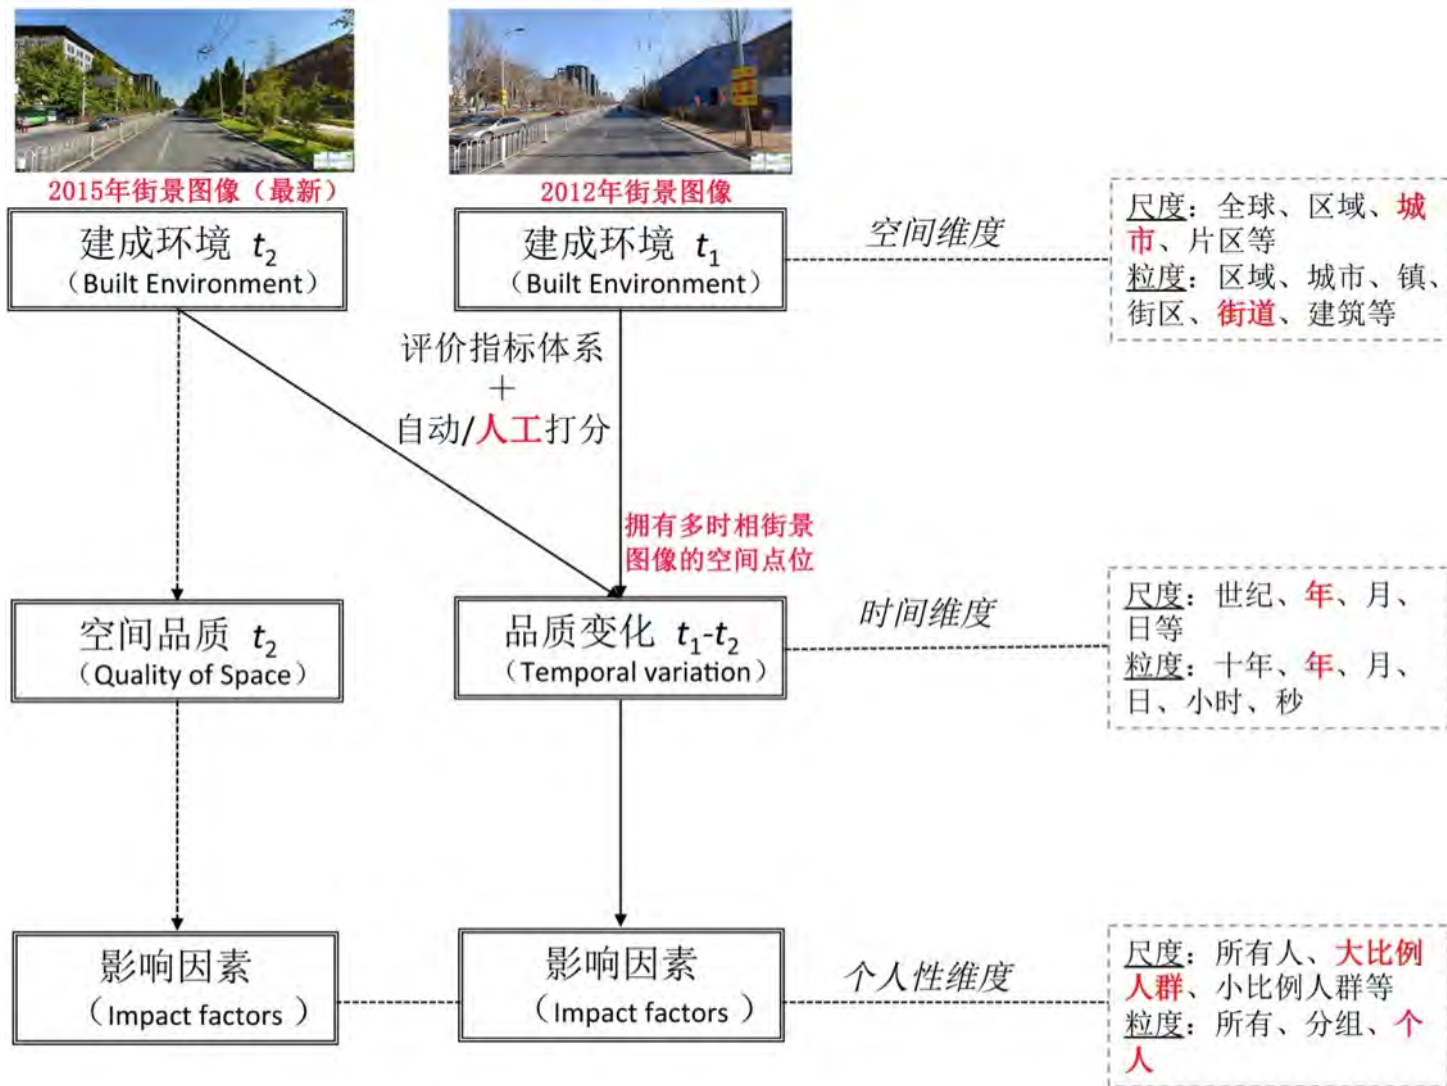 2015年街景图像（最新）
2012年街景图像
建成环境 t2
（Built Environment）
建成环境 t1
（Built Environment）
空间维度
尺度：全球、区域、城
市、片区等
粒度：区域、城市、镇、
街区、街道、建筑等
评价指标体系
＋
自动/人工打分
拥有多时相街景
图像的空间点位
空间品质 t2
（Quality of Space）
品质变化 t1-t2
（Temporal variation）
时间维度
尺度：世纪、年、月、
日等
粒度：十年、年、月、
日、小时、秒
影响因素
（Impact factors ）
影响因素
（Impact factors ）
个人性维度
尺度：所有人、大比例
人群、小比例人群等
粒度：所有、分组、个
人